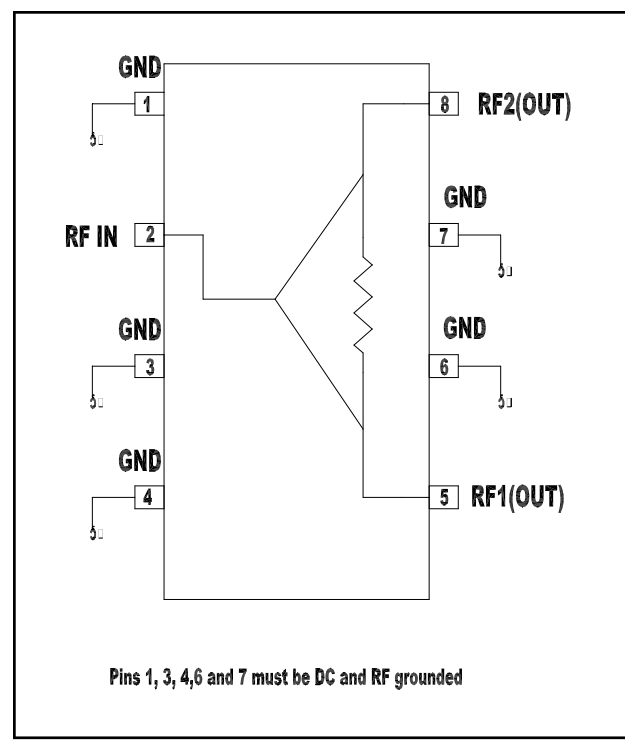 GND
1
8
RF2(OUT)
GND
RF IN
2
7
GND
GND
3
6
GND
4
5
RF1(OUT)
Pins 1, 3, 4,6 and 7 must be DC and RF grounded